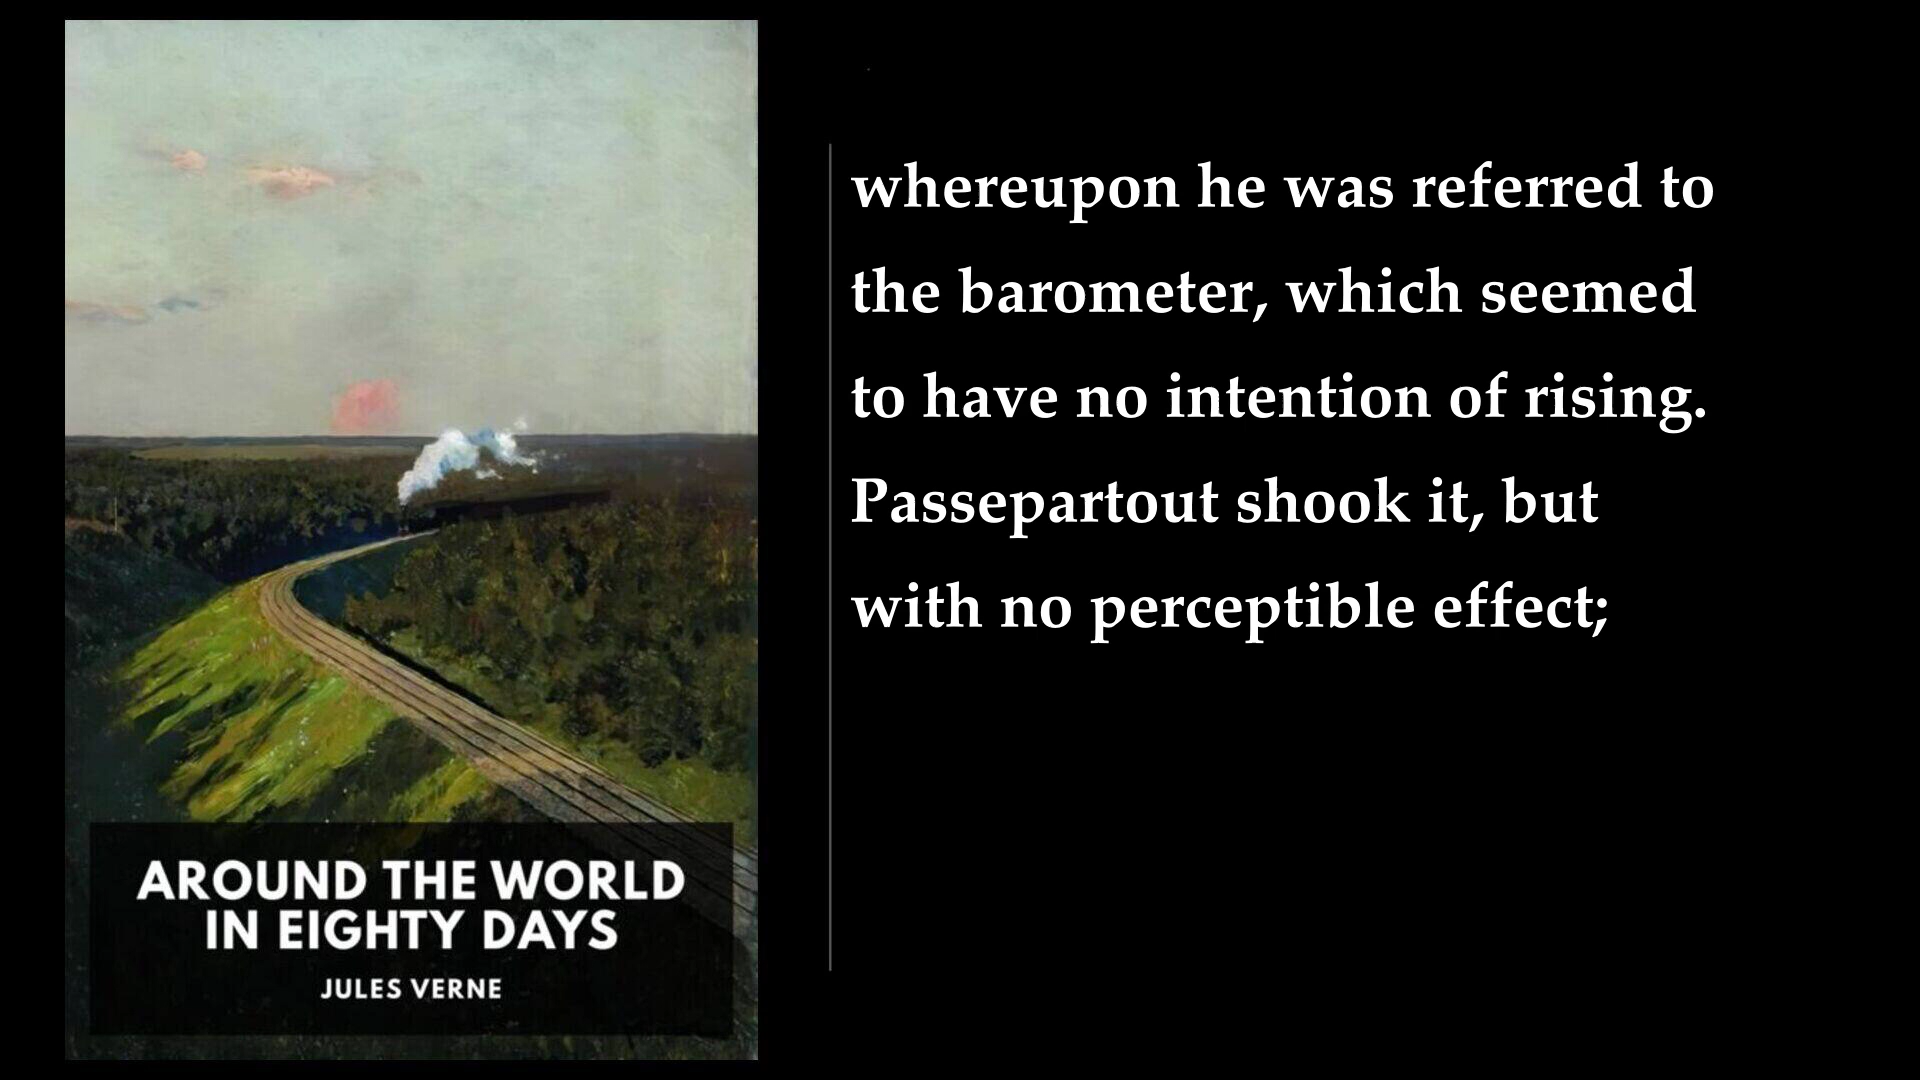 whereupon he was referred to
the barometer, which seemed
to have no intention of rising.
Passepartout shook it, but
with no perceptible effect;
AROUND THE WORLD
IN EIGHTY DAYS
JULES VERNE